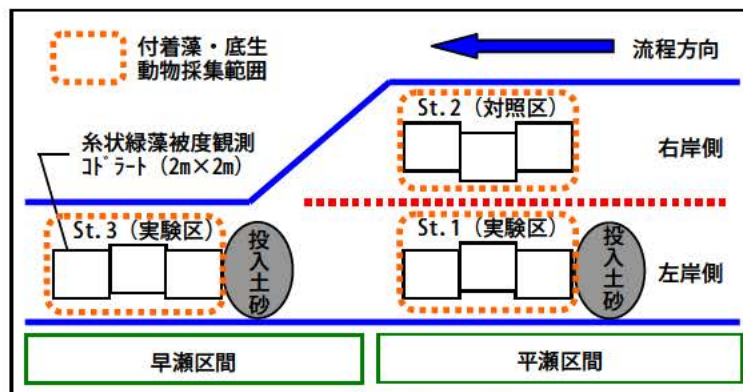 付着藻・底生
動物採集範囲
流程方向
St.2（対照区）
糸状緑藻被度観測
ｺﾄﾞﾗｰﾄ（2m×2m）
右岸側
St.3（実験区）
投入土砂
St.1（実験区）
投入土砂
左岸側
早瀬区間
平瀬区間